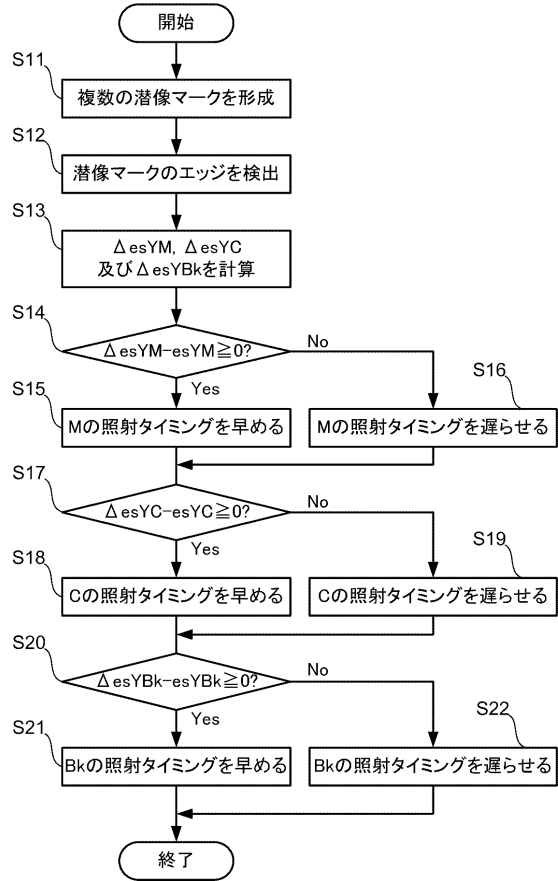 開始
S11
複数の潜像マークを形成
S12
潜像マークのエッジを検出
S13
ΔesYM, ΔesYC
及びΔesYBkを計算
S14
ΔesYM-esYM≧0?
No
Yes
S15
Mの照射タイミングを早める
S16
Mの照射タイミングを遅らせる
S17
ΔesYC-esYC≧0?
No
Yes
S18
Cの照射タイミングを早める
S19
Cの照射タイミングを遅らせる
S20
ΔesYBk-esYBk≧0?
No
Yes
S21
Bkの照射タイミングを早める
S22
Bkの照射タイミングを遅らせる
終了